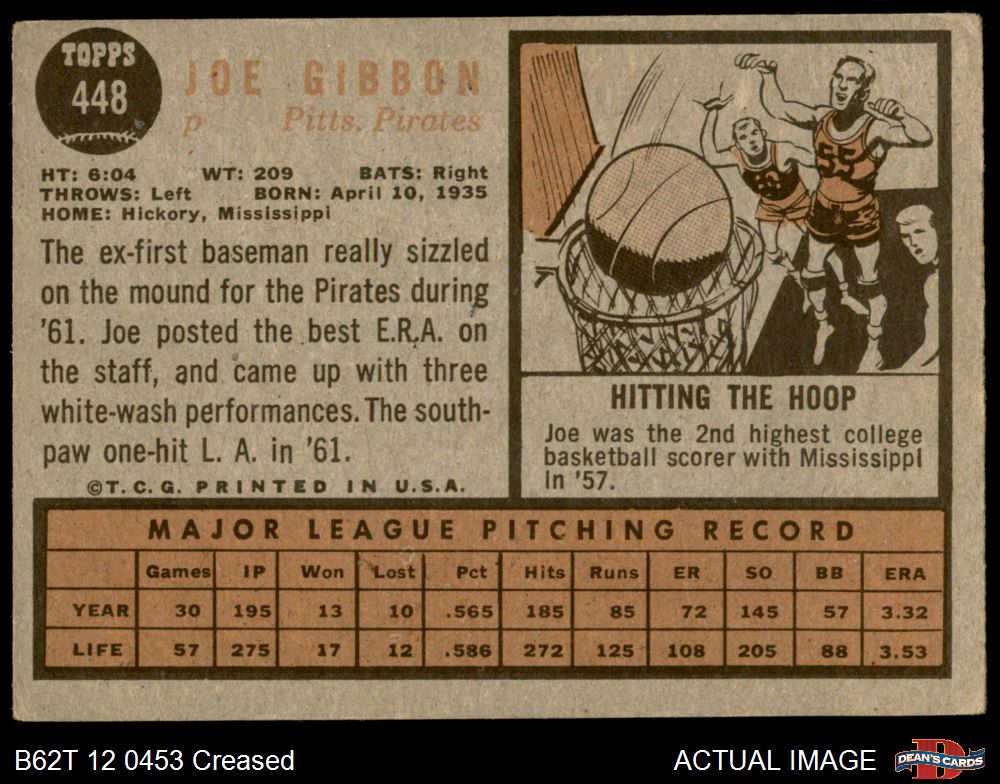 TOPPS
448
JOE GIBBON
p Pitts. Pirates
HT: 6:04 WT: 209 BATS: Right
THROWS: Left BORN: April 10, 1935
HOME: Hickory, Mississippi
The ex-first baseman really sizzled
on the mound for the Pirates during
'61. Joe posted the best E.R.A. on
the staff, and came up with three
white-wash performances. The south-
paw one-hit L. A. in '61.
©T.C.G. PRINTED IN U.S.A.
55
HITTING THE HOOP
Joe was the 2nd highest college
basketball scorer with Mississippi
in '57.
MAJOR LEAGUE PITCHING RECORD
Games IP Won Lost Pct Hits Runs ER SO BB ERA
YEAR 30 195 13 10 .565 185 85 72 145 57 3.32
LIFE 57 275 17 12 .586 272 125 108 205 88 3.53
B62T 12 0453 Creased
ACTUAL IMAGE
DEAN'S CARDS